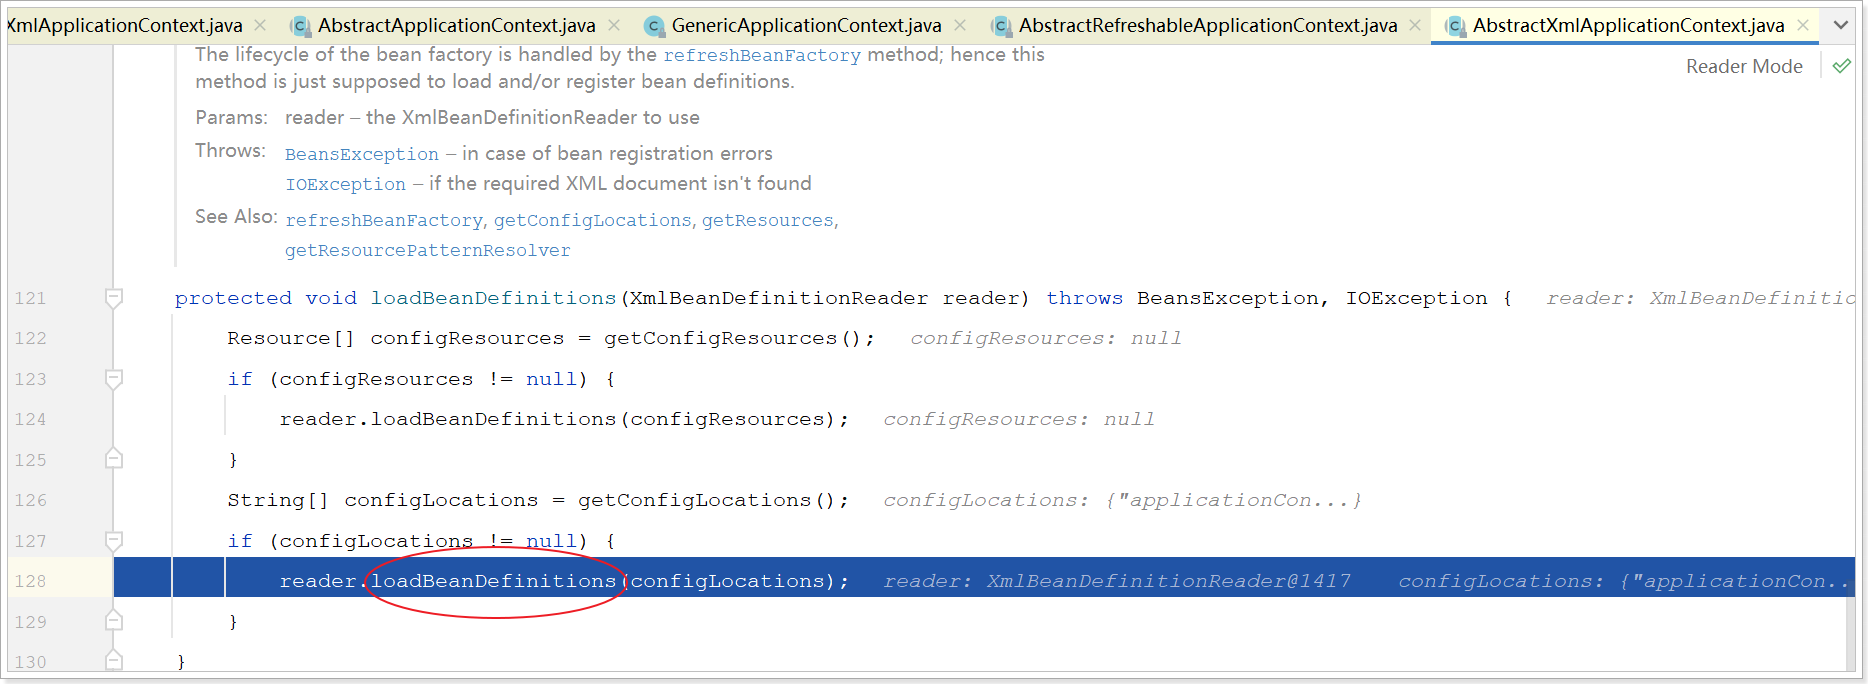 XmlApplicationContext.java AbstractApplicationContext.java GenericApplicationContext.java AbstractRefreshableApplicationContext.java AbstractXmlApplicationContext.java
The lifecycle of the bean factory is handled by the refreshBeanFactory method; hence this
Reader Mode
method is just supposed to load and/or register bean definitions.
Params: reader – the XmlBeanDefinitionReader to use
Throws: BeansException – in case of bean registration errors
IOException – if the required XML document isn't found
See Also: refreshBeanFactory, getConfigLocations, getResources,
getResourcePatternResolver
121 protected void loadBeanDefinitions(XmlBeanDefinitionReader reader) throws BeansException, IOException { reader: XmlBeanDefinitic
122 Resource[] configResources = getConfigResources(); configResources: null
123 if (configResources != null) {
124 reader.loadBeanDefinitions(configResources); configResources: null
125 }
126 String[] configLocations = getConfigLocations(); configLocations: {"applicationCon...}
127 if (configLocations != null) {
128 reader.loadBeanDefinitions(configLocations); reader: XmlBeanDefinitionReader@1417 configLocations: {"applicationCon..
129 }
130 }